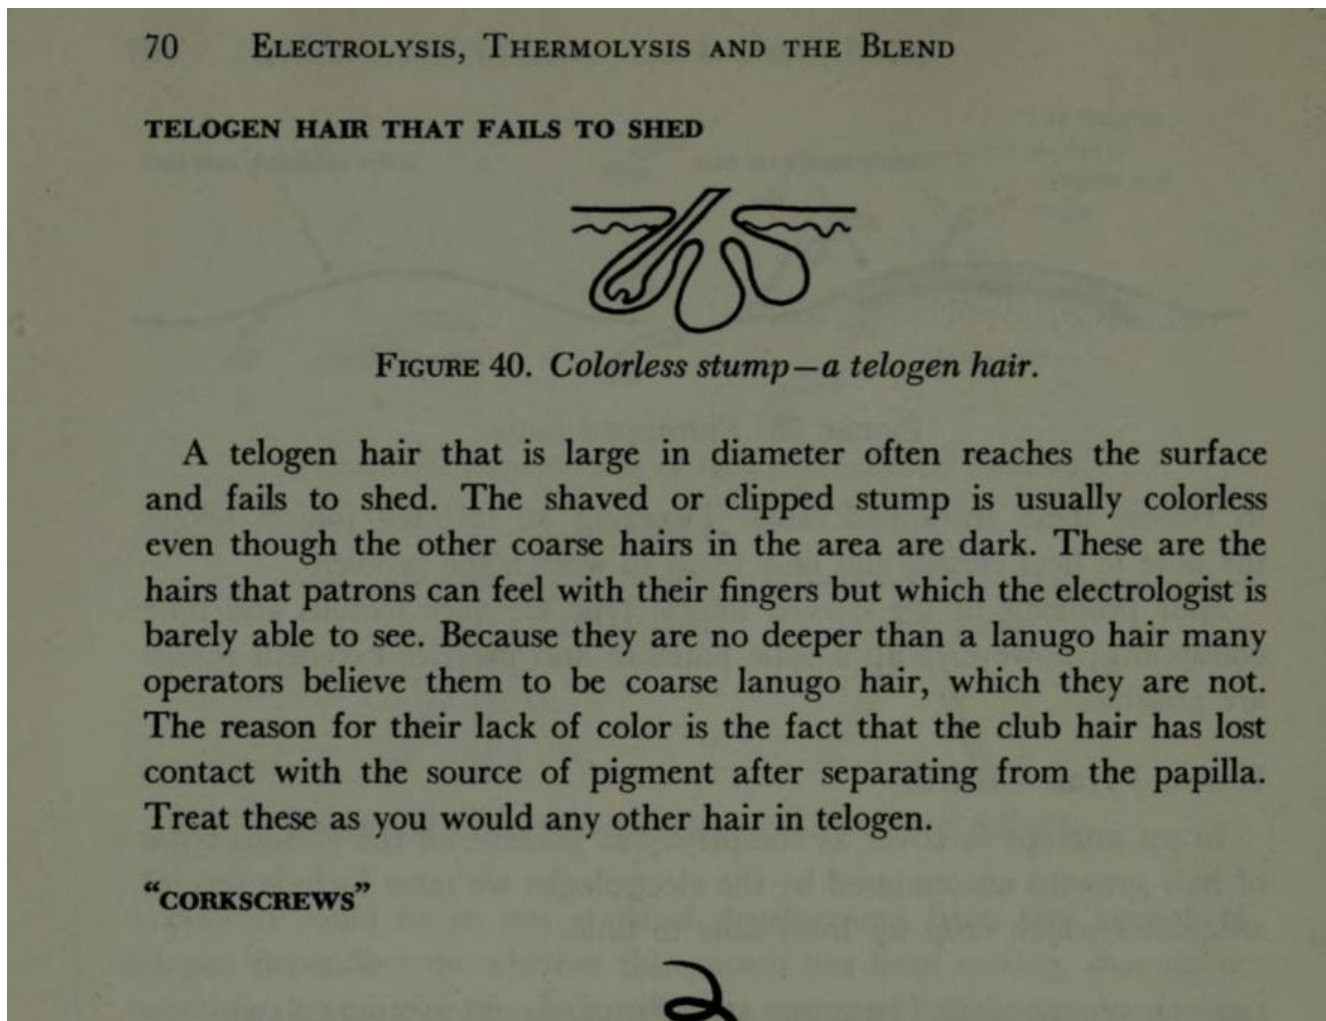 70 ELECTROLYSIS, THERMOLYSIS AND THE BLEND
TELOGEN HAIR THAT FAILS TO SHED
FIGURE 40. Colorless stump—a telogen hair.
A telogen hair that is large in diameter often reaches the surface
and fails to shed. The shaved or clipped stump is usually colorless
even though the other coarse hairs in the area are dark. These are the
hairs that patrons can feel with their fingers but which the electrologist is
barely able to see. Because they are no deeper than a lanugo hair many
operators believe them to be coarse lanugo hair, which they are not.
The reason for their lack of color is the fact that the club hair has lost
contact with the source of pigment after separating from the papilla.
Treat these as you would any other hair in telogen.
“CORKSCREWS”